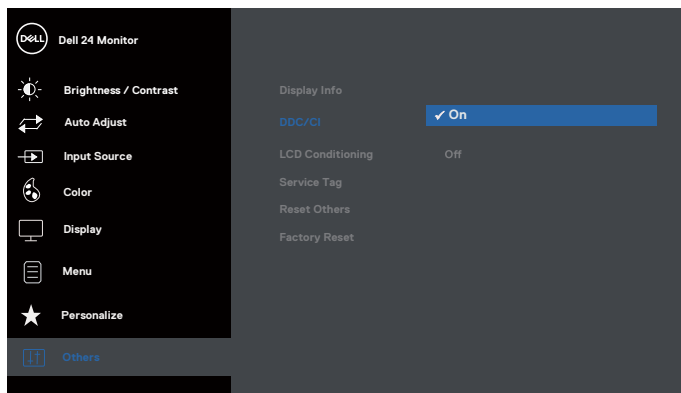 DELL
Dell 24 Monitor
Brightness / Contrast
Auto Adjust
Input Source
Color
Display
Menu
Personalize
Others
Display Info
DDC/CI
✓ On
LCD Conditioning
Off
Service Tag
Reset Others
Factory Reset